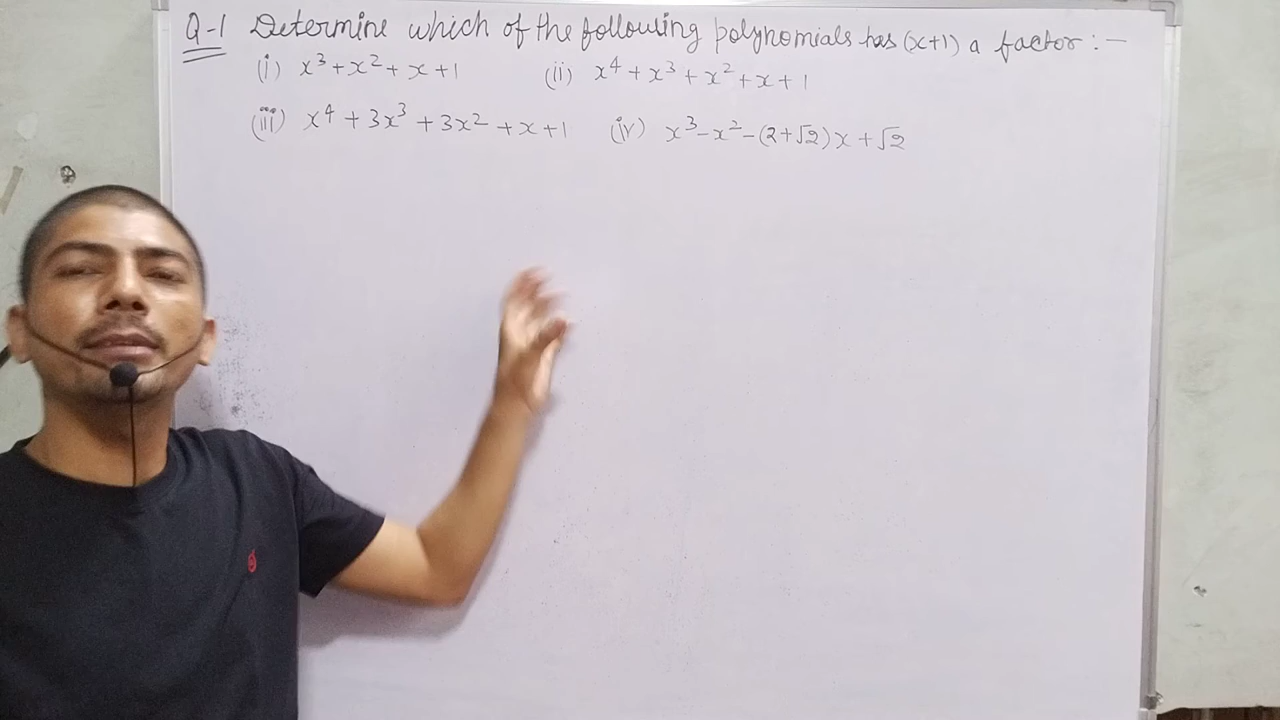 Q-1 Determine which of the following polynomials has (x+1) a factor :-
(i) x³+x²+x+1 (ii) x⁴+x³+x²+x+1
(iii) x⁴+3x³+3x²+x+1 (iv) x³-x²-(2+√2)x+√2